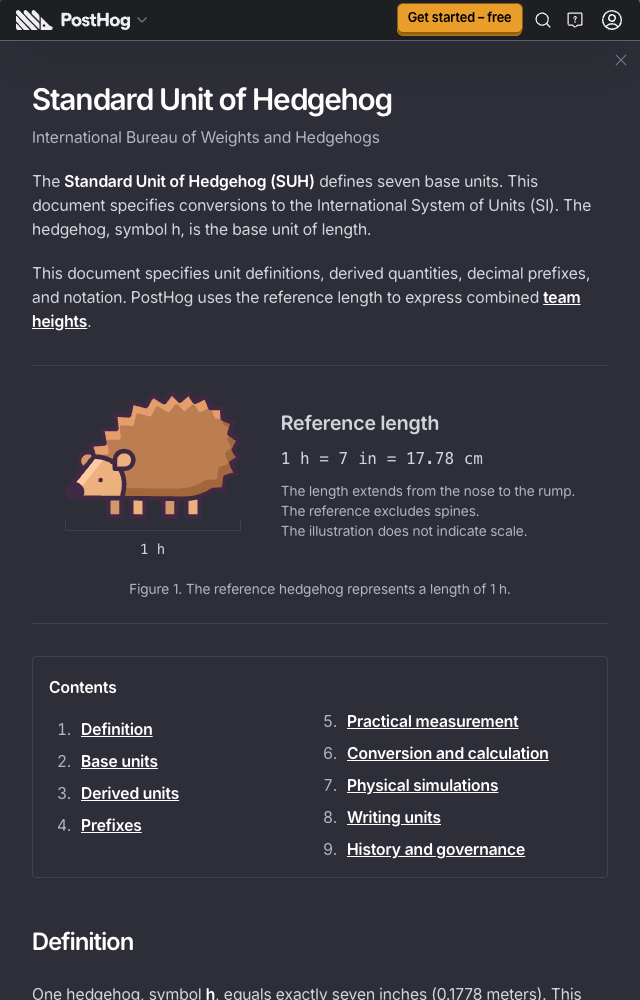 PostHog
Get started – free
Standard Unit of Hedgehog
International Bureau of Weights and Hedgehogs
The Standard Unit of Hedgehog (SUH) defines seven base units. This
document specifies conversions to the International System of Units (SI). The
hedgehog, symbol h, is the base unit of length.
This document specifies unit definitions, derived quantities, decimal prefixes,
and notation. PostHog uses the reference length to express combined team
heights.
Reference length
1 h = 7 in = 17.78 cm
The length extends from the nose to the rump.
The reference excludes spines.
The illustration does not indicate scale.
1 h
Figure 1. The reference hedgehog represents a length of 1 h.
Contents
1. Definition
2. Base units
3. Derived units
4. Prefixes
5. Practical measurement
6. Conversion and calculation
7. Physical simulations
8. Writing units
9. History and governance
Definition
One hedgehog, symbol h, equals exactly seven inches (0.1778 meters). This